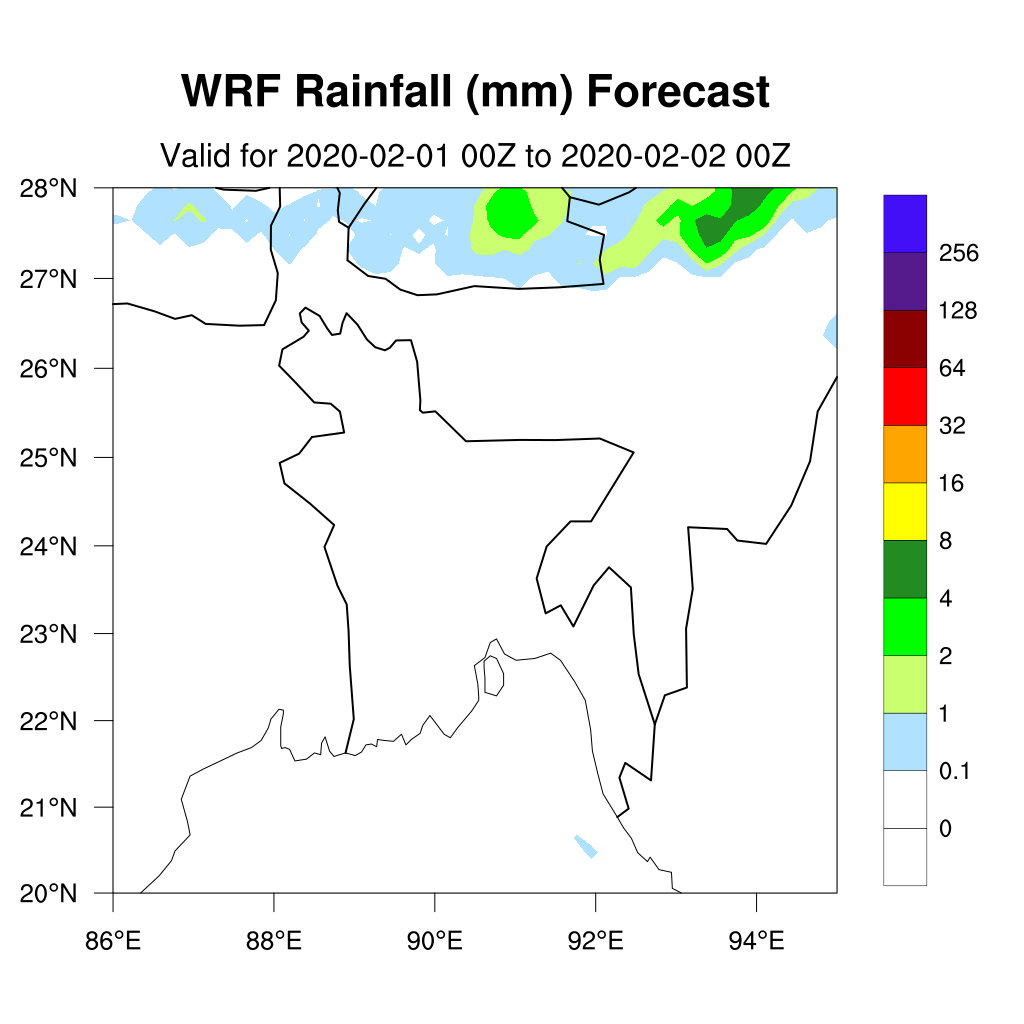 WRF Rainfall (mm) Forecast
Valid for 2020-02-01 00Z to 2020-02-02 00Z
28°N
27°N
26°N
25°N
24°N
23°N
22°N
21°N
20°N
86°E
88°E
90°E
92°E
94°E
256
128
64
32
16
8
4
2
1
0.1
0